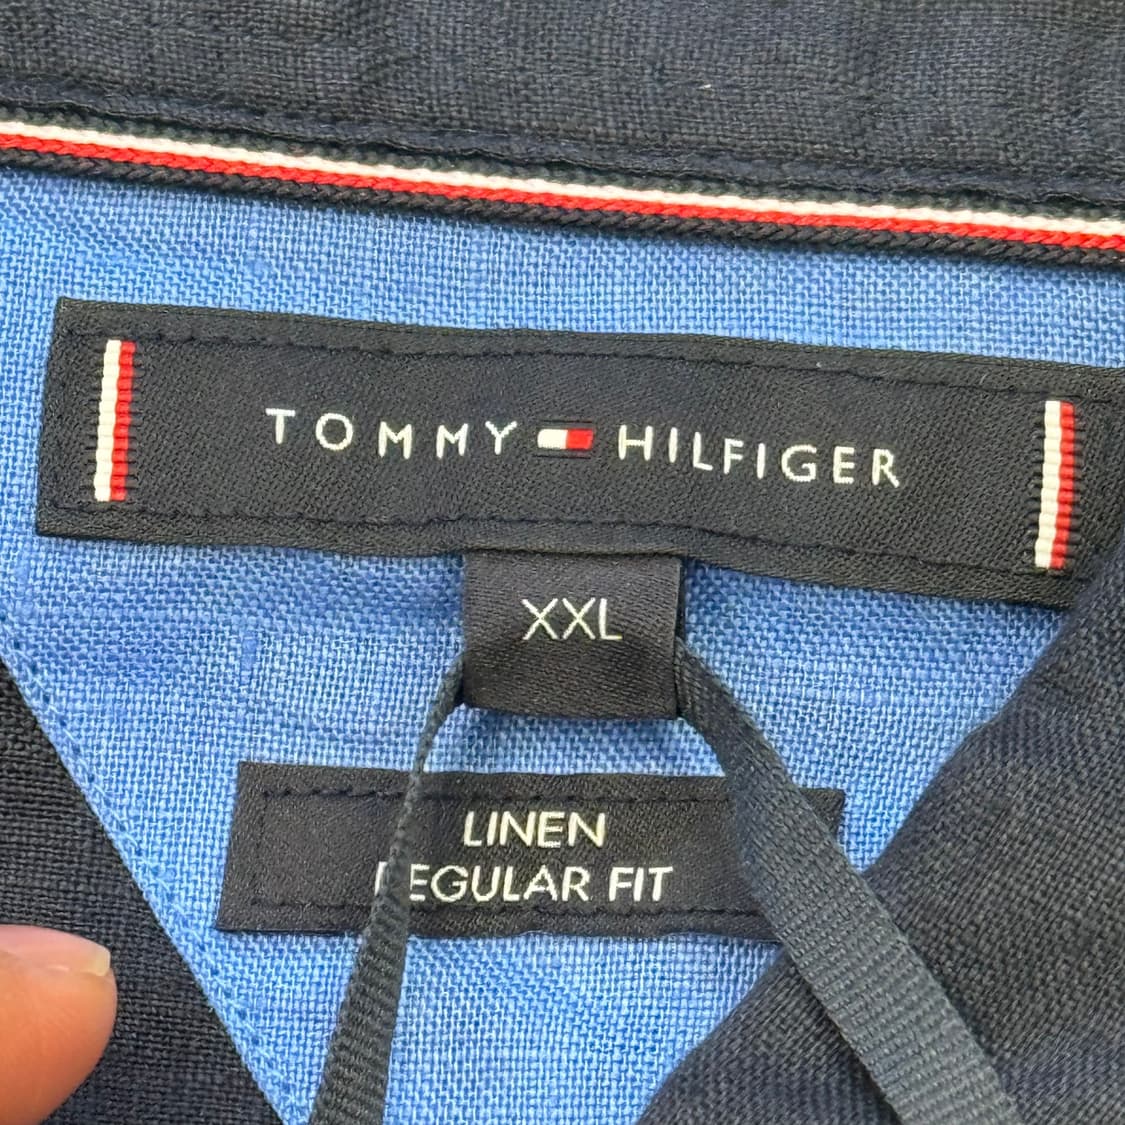 TOMMY HILFIGER
XXL
LINEN
REGULAR FIT